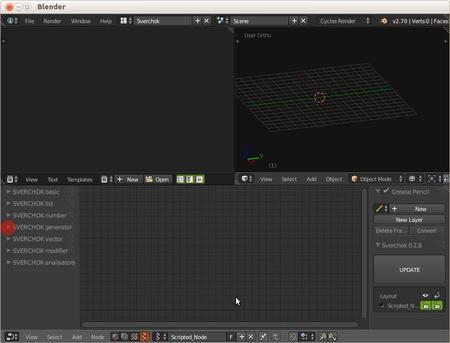 Blender
File Help Sverchok Scene Cycles Render v2.70 | Verts:0 | Faces
User Ortho
(1)
View Text Templates New Open View Select Add Object Object Mode
SVERCHOK basic
SVERCHOK list
SVERCHOK number
SVERCHOK generator
SVERCHOK vector
SVERCHOK modifier
SVERCHOK analisators
Grease Pencil
New
New Layer
Delete Fra... Convert
Sverchok 0.2.8
UPDATE
Layout
Scripted_N...
View Select Add Node Scripted_Node F